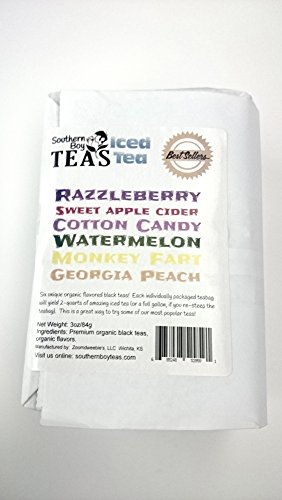 Southern Boy
TEAS
Iced
Tea
Best Sellers
Razzleberry
Sweet Apple Cider
Cotton Candy
Watermelon
Monkey Fart
Georgia Peach
Six unique organic flavored black teas! Each individually packaged teabag
will yield 2-quarts of amazing iced tea (or a full gallon, if you re-steep the
teabag). This is a great way to try some of our most popular teas!
Net Weight: 3oz/84g
Ingredients: Premium organic black teas,
organic flavors.
Manufactured by Zoomdweebie's, LLC Wichita, KS
Visit us online: southernboyteas.com